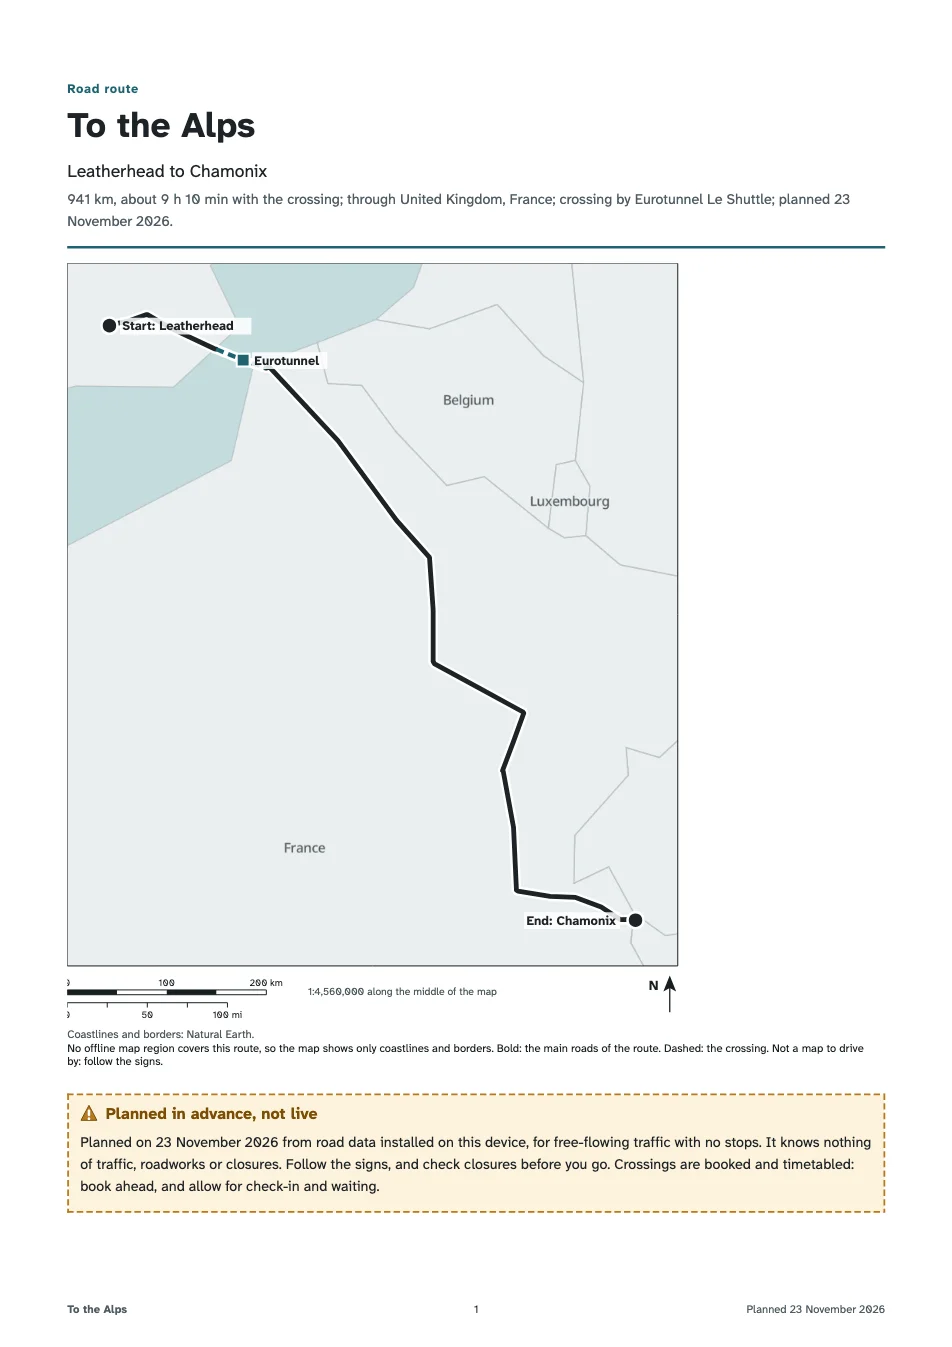 Road route
To the Alps
Leatherhead to Chamonix
941 km, about 9 h 10 min with the crossing; through United Kingdom, France; crossing by Eurotunnel Le Shuttle; planned 23
November 2026.
Start: Leatherhead
Eurotunnel
Belgium
Luxembourg
France
End: Chamonix
0 100 200 km
1:4,560,000 along the middle of the map
N
0 50 100 mi
Coastlines and borders: Natural Earth.
No offline map region covers this route, so the map shows only coastlines and borders. Bold: the main roads of the route. Dashed: the crossing. Not a map to drive
by: follow the signs.
Planned in advance, not live
Planned on 23 November 2026 from road data installed on this device, for free-flowing traffic with no stops. It knows nothing
of traffic, roadworks or closures. Follow the signs, and check closures before you go. Crossings are booked and timetabled:
book ahead, and allow for check-in and waiting.
To the Alps 1 Planned 23 November 2026